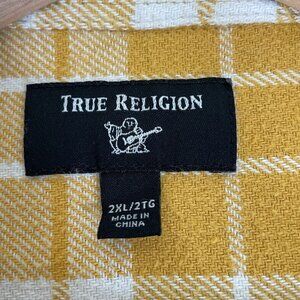 TRUE RELIGION
2XL/2TG
MADE IN
CHINA